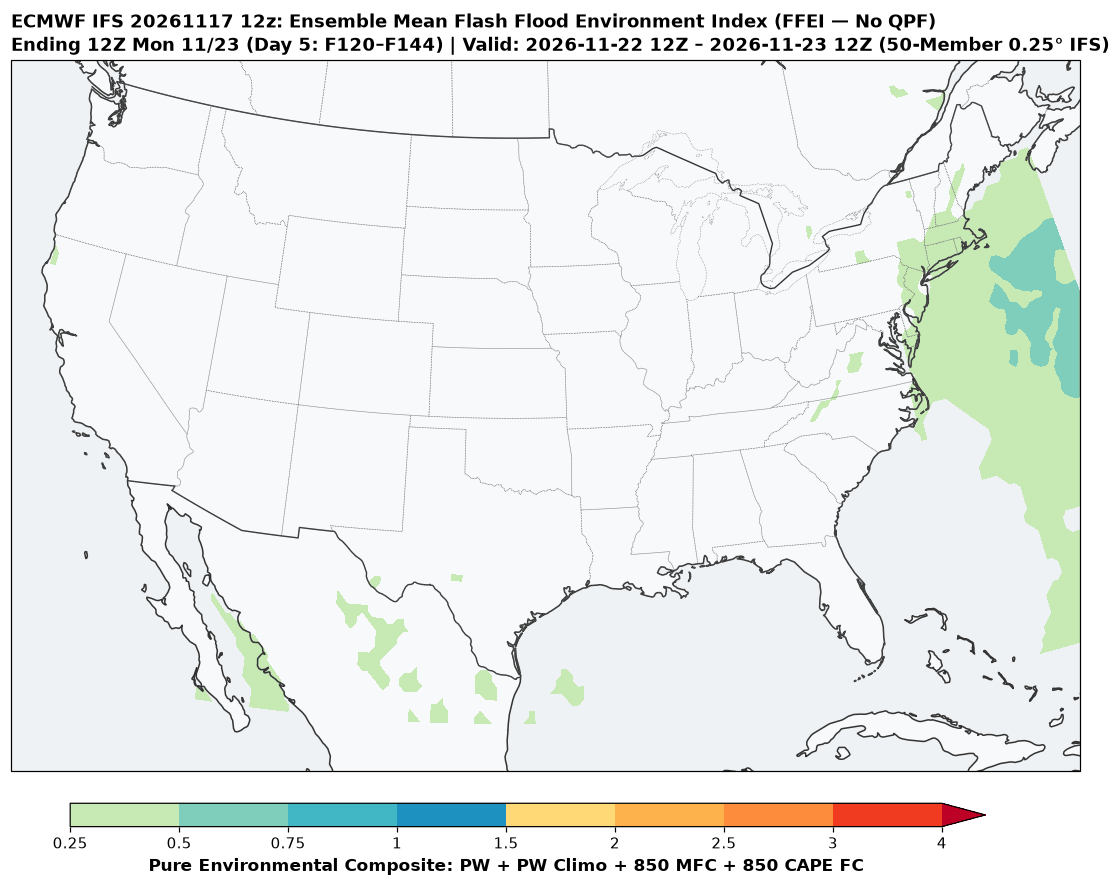 ECMWF IFS 20261117 12z: Ensemble Mean Flash Flood Environment Index (FFEI — No QPF)
Ending 12Z Mon 11/23 (Day 5: F120–F144) | Valid: 2026-11-22 12Z – 2026-11-23 12Z (50-Member 0.25° IFS)
0.25 0.5 0.75 1 1.5 2 2.5 3 4
Pure Environmental Composite: PW + PW Climo + 850 MFC + 850 CAPE FC